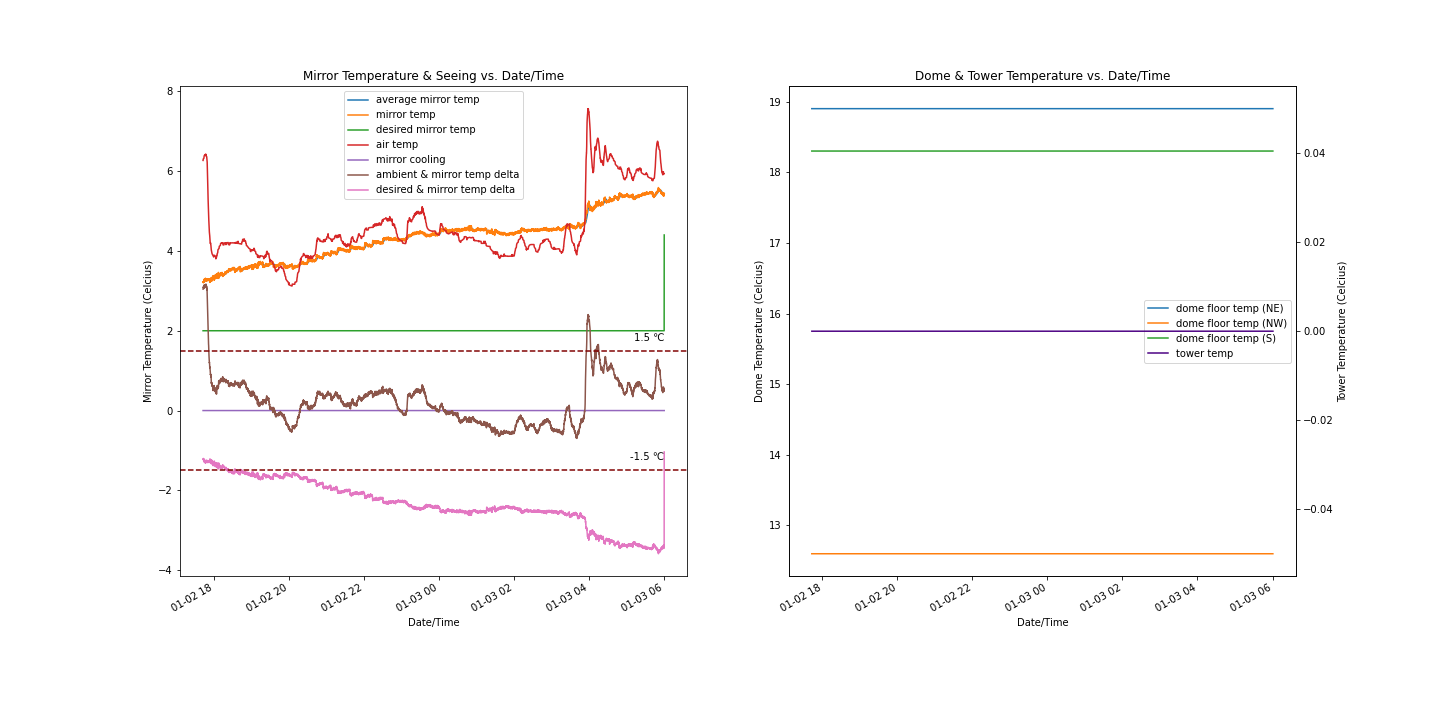 Mirror Temperature & Seeing vs. Date/Time
average mirror temp
mirror temp
desired mirror temp
air temp
mirror cooling
ambient & mirror temp delta
desired & mirror temp delta
8
6
4
2
0
−2
−4
Mirror Temperature (Celcius)
1.5 °C
-1.5 °C
01-02 18
01-02 20
01-02 22
01-03 00
01-03 02
01-03 04
01-03 06
Date/Time
Dome & Tower Temperature vs. Date/Time
19
18
17
16
15
14
13
Dome Temperature (Celcius)
dome floor temp (NE)
dome floor temp (NW)
dome floor temp (S)
tower temp
0.04
0.02
0.00
−0.02
−0.04
Tower Temperature (Celcius)
01-02 18
01-02 20
01-02 22
01-03 00
01-03 02
01-03 04
01-03 06
Date/Time